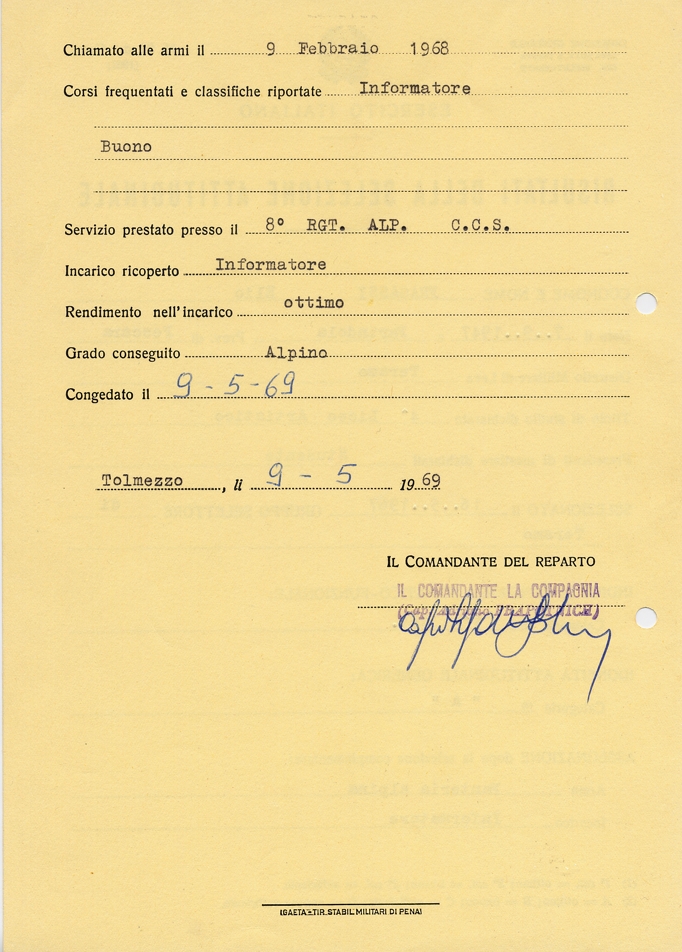 Chiamato alle armi il 9 Febbraio 1968
Corsi frequentati e classifiche riportate Informatore
Buono
Servizio prestato presso il 8° RGT. ALP. C.C.S.
Incarico ricoperto Informatore
Rendimento nell'incarico ottimo
Grado conseguito Alpino
Congedato il 9-5-69
Tolmezzo, li 9-5 1969
IL COMANDANTE DEL REPARTO
IL COMANDANTE LA COMPAGNIA
(GAETA-TIP. STABIL. MILITARI DI PENA)